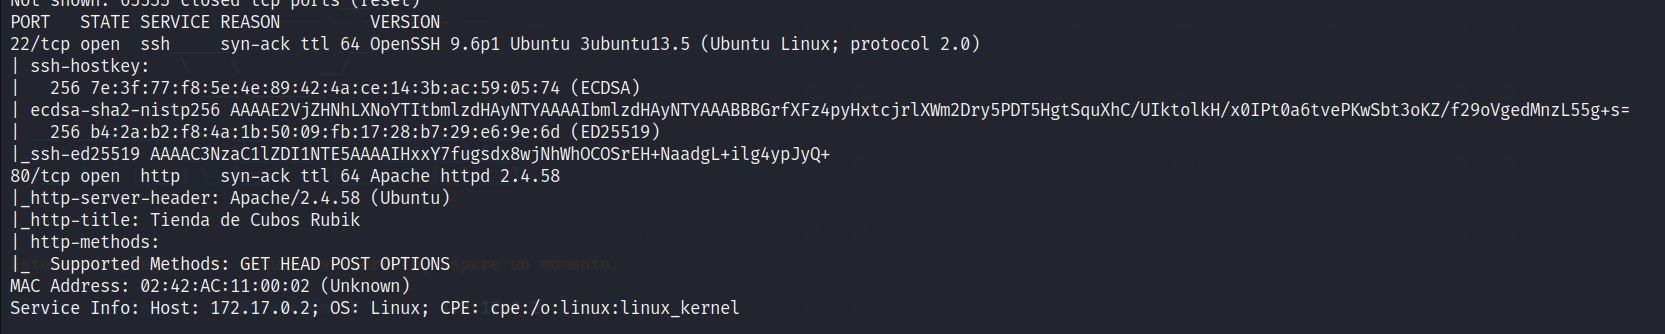 Not shown: 65533 closed tcp ports (reset)
PORT   STATE SERVICE REASON         VERSION
22/tcp open  ssh     syn-ack ttl 64 OpenSSH 9.6p1 Ubuntu 3ubuntu13.5 (Ubuntu Linux; protocol 2.0)
| ssh-hostkey:
|   256 7e:3f:77:f8:5e:4e:89:42:4a:ce:14:3b:ac:59:05:74 (ECDSA)
| ecdsa-sha2-nistp256 AAAAE2VjZHNhLXNoYTItbmlzdHAyNTYAAAAIbmlzdHAyNTYAAABBBGrfXFz4pyHxtcjrlXWm2Dry5PDT5HgtSquXhC/UIktolkH/x0IPt0a6tvePKwSbt3oKZ/f29oVgedMnzL55g+s=
|   256 b4:2a:b2:f8:4a:1b:50:09:fb:17:28:b7:29:e6:9e:6d (ED25519)
|_ssh-ed25519 AAAAC3NzaC1lZDI1NTE5AAAAIHxxY7fugsdx8wjNhWhOCOSrEH+NaadgL+ilg4ypJyQ+
80/tcp open  http    syn-ack ttl 64 Apache httpd 2.4.58
|_http-server-header: Apache/2.4.58 (Ubuntu)
|_http-title: Tienda de Cubos Rubik
| http-methods:
|_  Supported Methods: GET HEAD POST OPTIONS
MAC Address: 02:42:AC:11:00:02 (Unknown)
Service Info: Host: 172.17.0.2; OS: Linux; CPE: cpe:/o:linux:linux_kernel